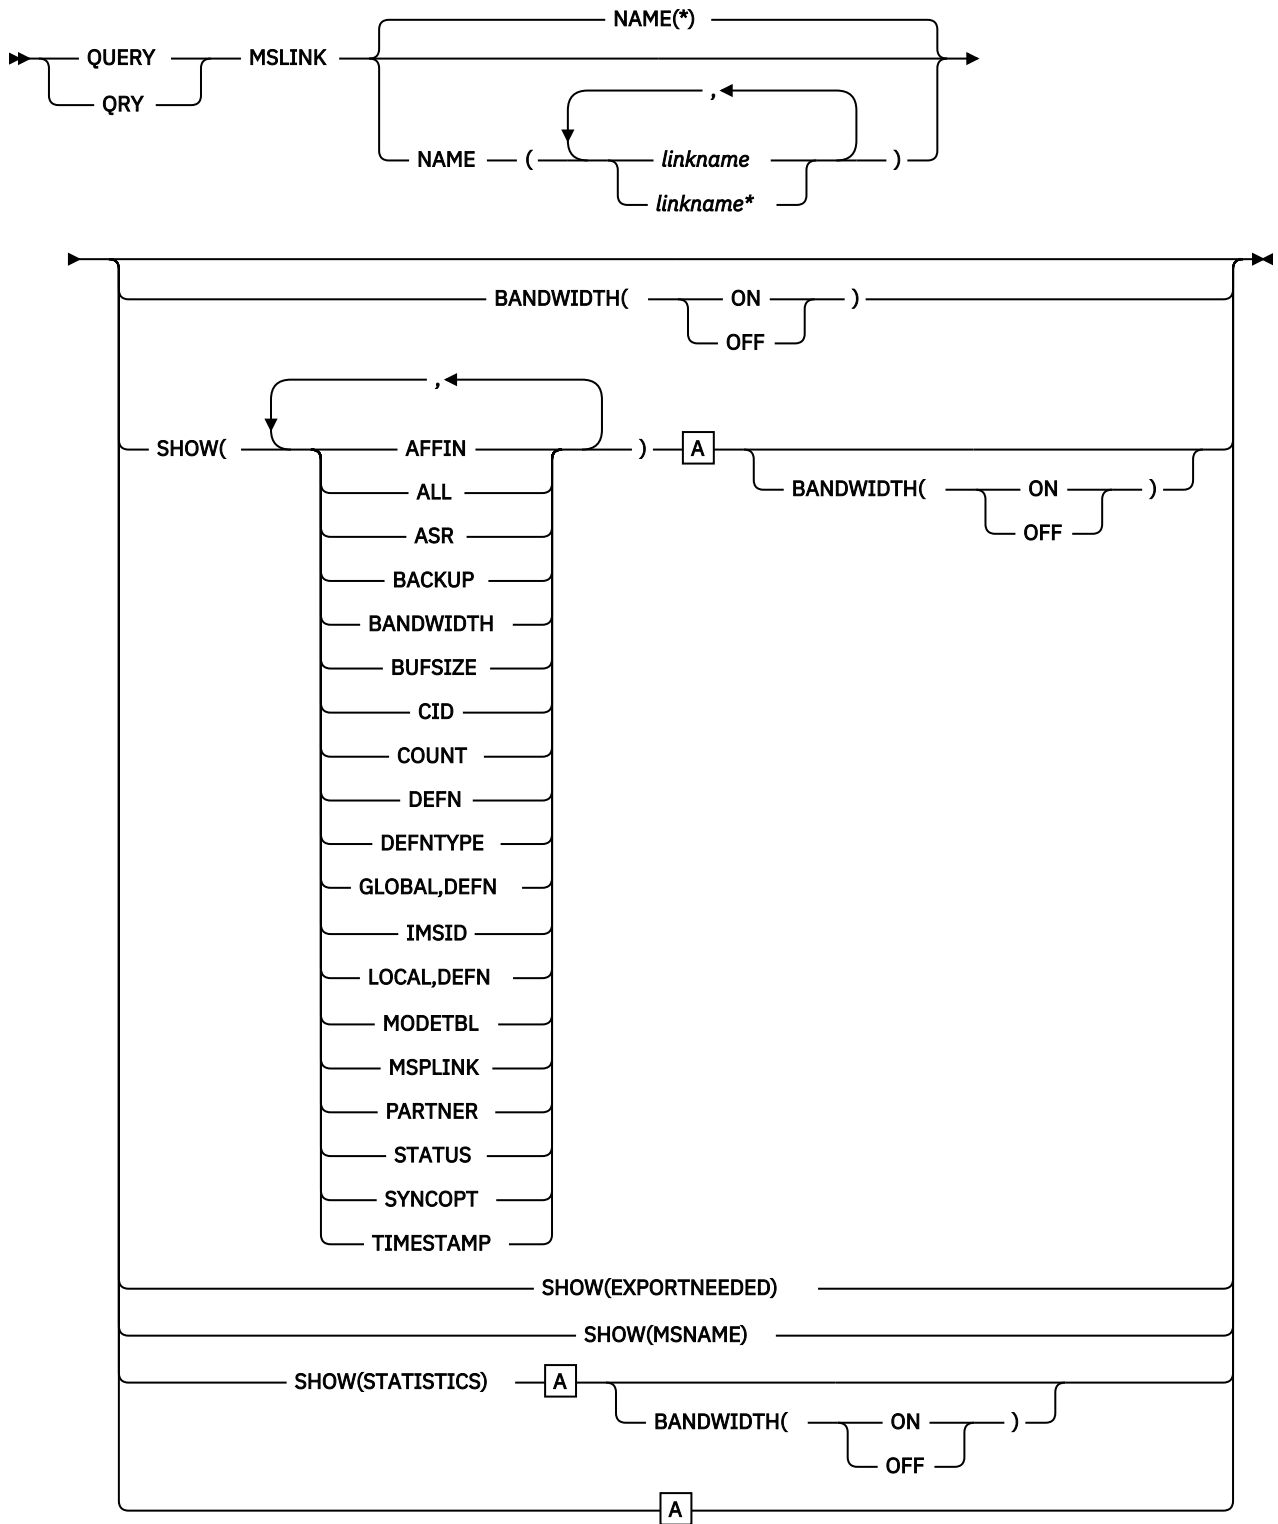 NAME(*)
QUERY MSLINK
QRY
,
NAME ( linkname )
linkname*
BANDWIDTH( ON )
OFF
,
SHOW( AFFIN ) A
ALL
BANDWIDTH( ON )
OFF
ASR
BACKUP
BANDWIDTH
BUFSIZE
CID
COUNT
DEFN
DEFNTYPE
GLOBAL,DEFN
IMSID
LOCAL,DEFN
MODETBL
MSPLINK
PARTNER
STATUS
SYNCOPT
TIMESTAMP
SHOW(EXPORTNEEDED)
SHOW(MSNAME)
SHOW(STATISTICS) A
BANDWIDTH( ON )
OFF
A